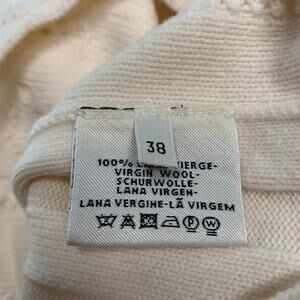 38
100% LAINE VIERGE-
VIRGIN WOOL-
SCHURWOLLE-
LANA VIRGEN-
LANA VERGINE-LÃ VIRGEM
P W